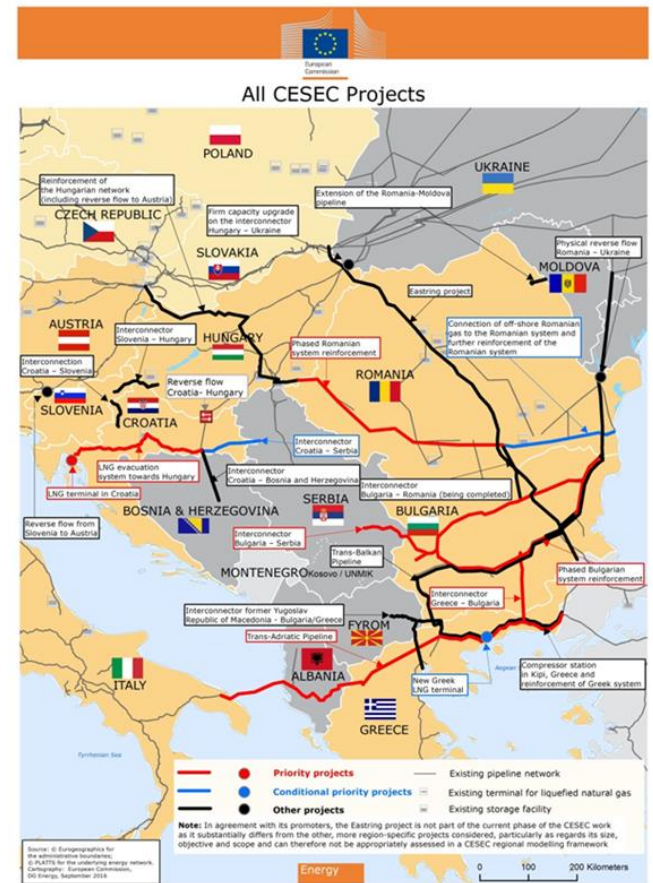 European
Commission
All CESEC Projects
POLAND
UKRAINE
Reinforcement of
the Hungarian network
(including reverse flow to Austria)
Extension of the Romania-Moldova
pipeline
CZECH REPUBLIC
Firm capacity upgrade
on the interconnector
Hungary – Ukraine
Physical reverse flow
Romania – Ukraine
SLOVAKIA
MOLDOVA
Eastring project
AUSTRIA
Interconnector
Slovenia – Hungary
HUNGARY
Connection of off-shore Romanian
gas to the Romanian system and
further reinforcement of the
Romanian system
Phased Romanian
system reinforcement
Interconnection
Croatia – Slovenia
ROMANIA
Reverse flow
Croatia- Hungary
SLOVENIA
CROATIA
Interconnector
Croatia – Serbia
LNG evacuation
system towards Hungary
Interconnector
Croatia – Bosnia and Herzegovina
LNG terminal in Croatia
Interconnector
Bulgaria – Romania (being completed)
SERBIA
BOSNIA & HERZEGOVINA
BULGARIA
Reverse flow from
Slovenia to Austria
Interconnector
Bulgaria – Serbia
Trans-Balkan
Pipeline
Phased Bulgarian
system reinforcement
MONTENEGRO
Kosovo / UNMIK
Interconnector
Greece – Bulgaria
Interconnector former Yugoslav
Republic of Macedonia - Bulgaria/Greece
FYROM
Trans-Adriatic Pipeline
ITALY
ALBANIA
New Greek
LNG terminal
Aegean
Compressor station
in Kipi, Greece and
reinforcement of Greek system
GREECE
Tyrrhenian Sea
Priority projects
Existing pipeline network
Conditional priority projects
Existing terminal for liquefied natural gas
Other projects
Existing storage facility
Note: In agreement with its promoters, the Eastring project is not part of the current phase of the CESEC work
as it substantially differs from the other, more region-specific projects considered, particularly as regards its size,
objective and scope and can therefore not be appropriately assessed in a CESEC regional modelling framework
Source: © Eurogeographics for
the administrative boundaries;
© PLATTS for the underlying energy network.
Cartography: European Commission,
DG Energy, September 2016
Energy
0 100 200 Kilometers